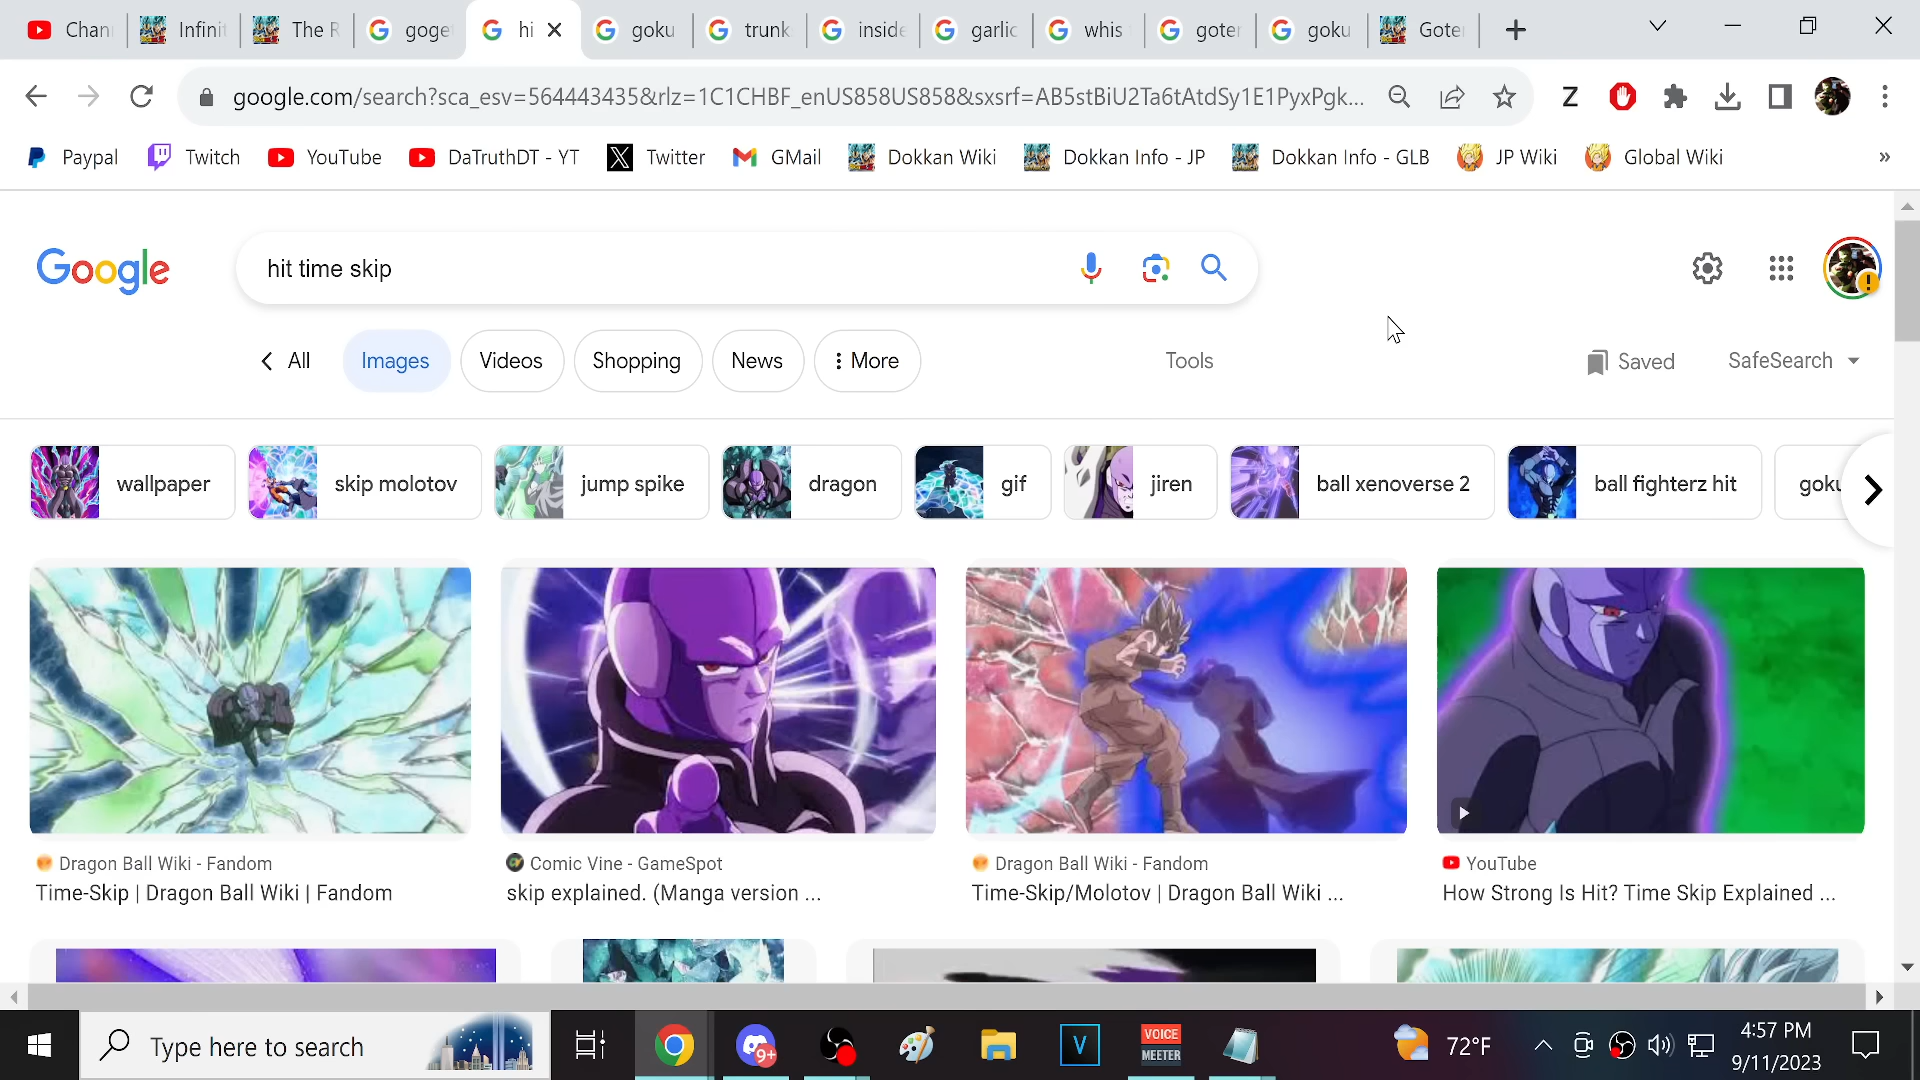 Chan
Infinit
The R
goge
hi
goku
trunk
inside
garlic
whis
goter
goku
Gote
google.com/search?sca_esv=564443435&rlz=1C1CHBF_enUS858US858&sxsrf=AB5stBiU2Ta6tAtdSy1E1PyxPgk...
Z
Paypal
Twitch
YouTube
DaTruthDT - YT
Twitter
GMail
Dokkan Wiki
Dokkan Info - JP
Dokkan Info - GLB
JP Wiki
Global Wiki
»
Google
hit time skip
All
Images
Videos
Shopping
News
More
Tools
Saved
SafeSearch
wallpaper
skip molotov
jump spike
dragon
gif
jiren
ball xenoverse 2
ball fighterz hit
goku
Dragon Ball Wiki - Fandom
Time-Skip | Dragon Ball Wiki | Fandom
Comic Vine - GameSpot
skip explained. (Manga version ...
Dragon Ball Wiki - Fandom
Time-Skip/Molotov | Dragon Ball Wiki ...
YouTube
How Strong Is Hit? Time Skip Explained ...
Type here to search
9+
V
VOICE
MEETER
72°F
4:57 PM
9/11/2023